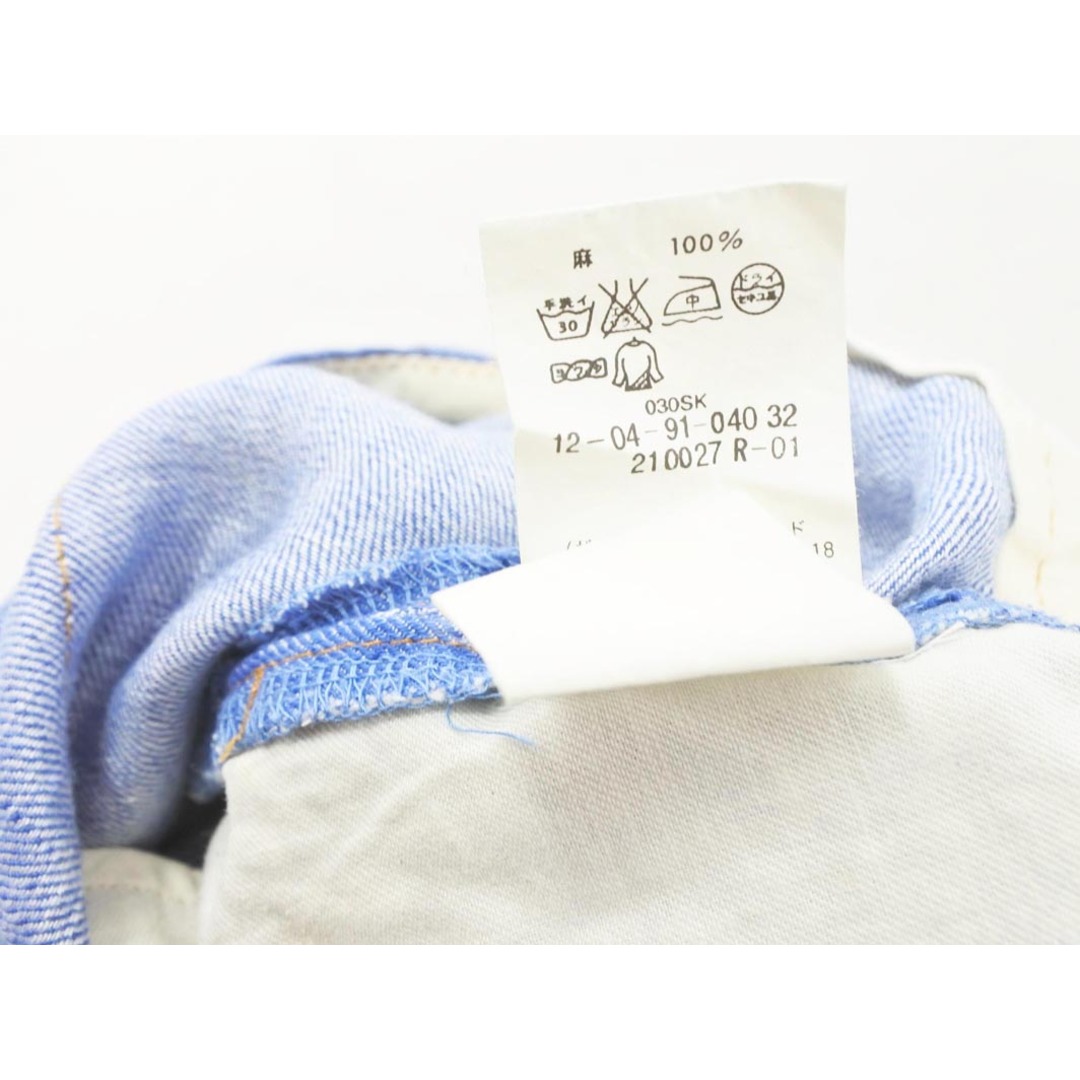 麻 100%
手洗イ 30 中 ドライ セキユ系
030SK
12-04-91-040 32
210027 R-01
ド
18